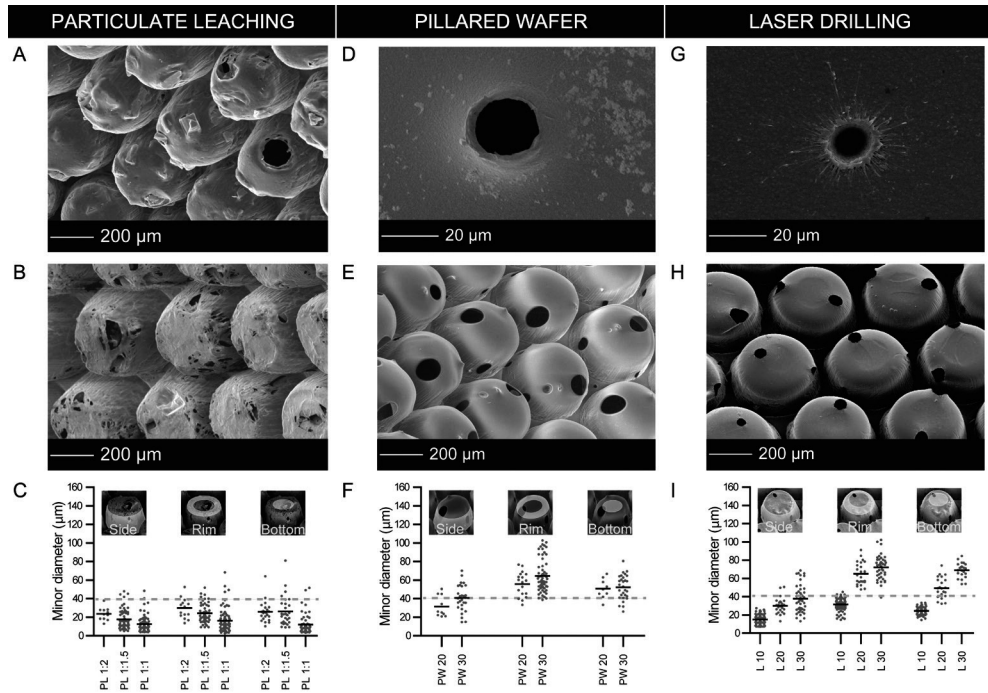 PARTICULATE LEACHING
PILLARED WAFER
LASER DRILLING
A
200 µm
D
20 µm
G
20 µm
B
200 µm
E
200 µm
H
200 µm
C
Minor diameter (µm)
160
140
120
100
80
60
40
20
0
Side
Rim
Bottom
PL 1:2
PL 1:1.5
PL 1:1
PL 1:2
PL 1:1.5
PL 1:1
PL 1:2
PL 1:1.5
PL 1:1
F
Minor diameter (µm)
160
140
120
100
80
60
40
20
0
Side
Rim
Bottom
PW 20
PW 30
PW 20
PW 30
PW 20
PW 30
I
Minor diameter (µm)
160
140
120
100
80
60
40
20
0
Side
Rim
Bottom
L 10
L 20
L 30
L 10
L 20
L 30
L 10
L 20
L 30